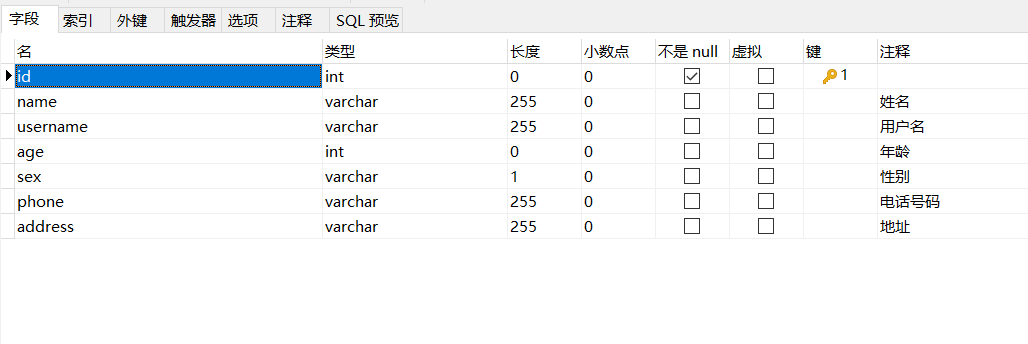 字段 索引 外键 触发器 选项 注释 SQL 预览
名 类型 长度 小数点 不是 null 虚拟 键 注释
id int 0 0 1
name varchar 255 0 姓名
username varchar 255 0 用户名
age int 0 0 年龄
sex varchar 1 0 性别
phone varchar 255 0 电话号码
address varchar 255 0 地址